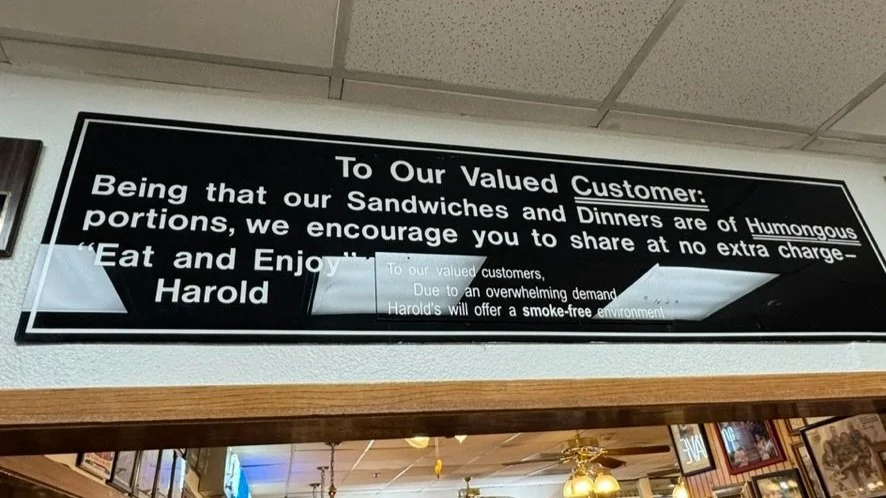 To Our Valued Customer:
Being that our Sandwiches and Dinners are of Humongous
portions, we encourage you to share at no extra charge–
"Eat and Enjoy"
Harold
To our valued customers,
Due to an overwhelming demand
Harold's will offer a smoke-free environment